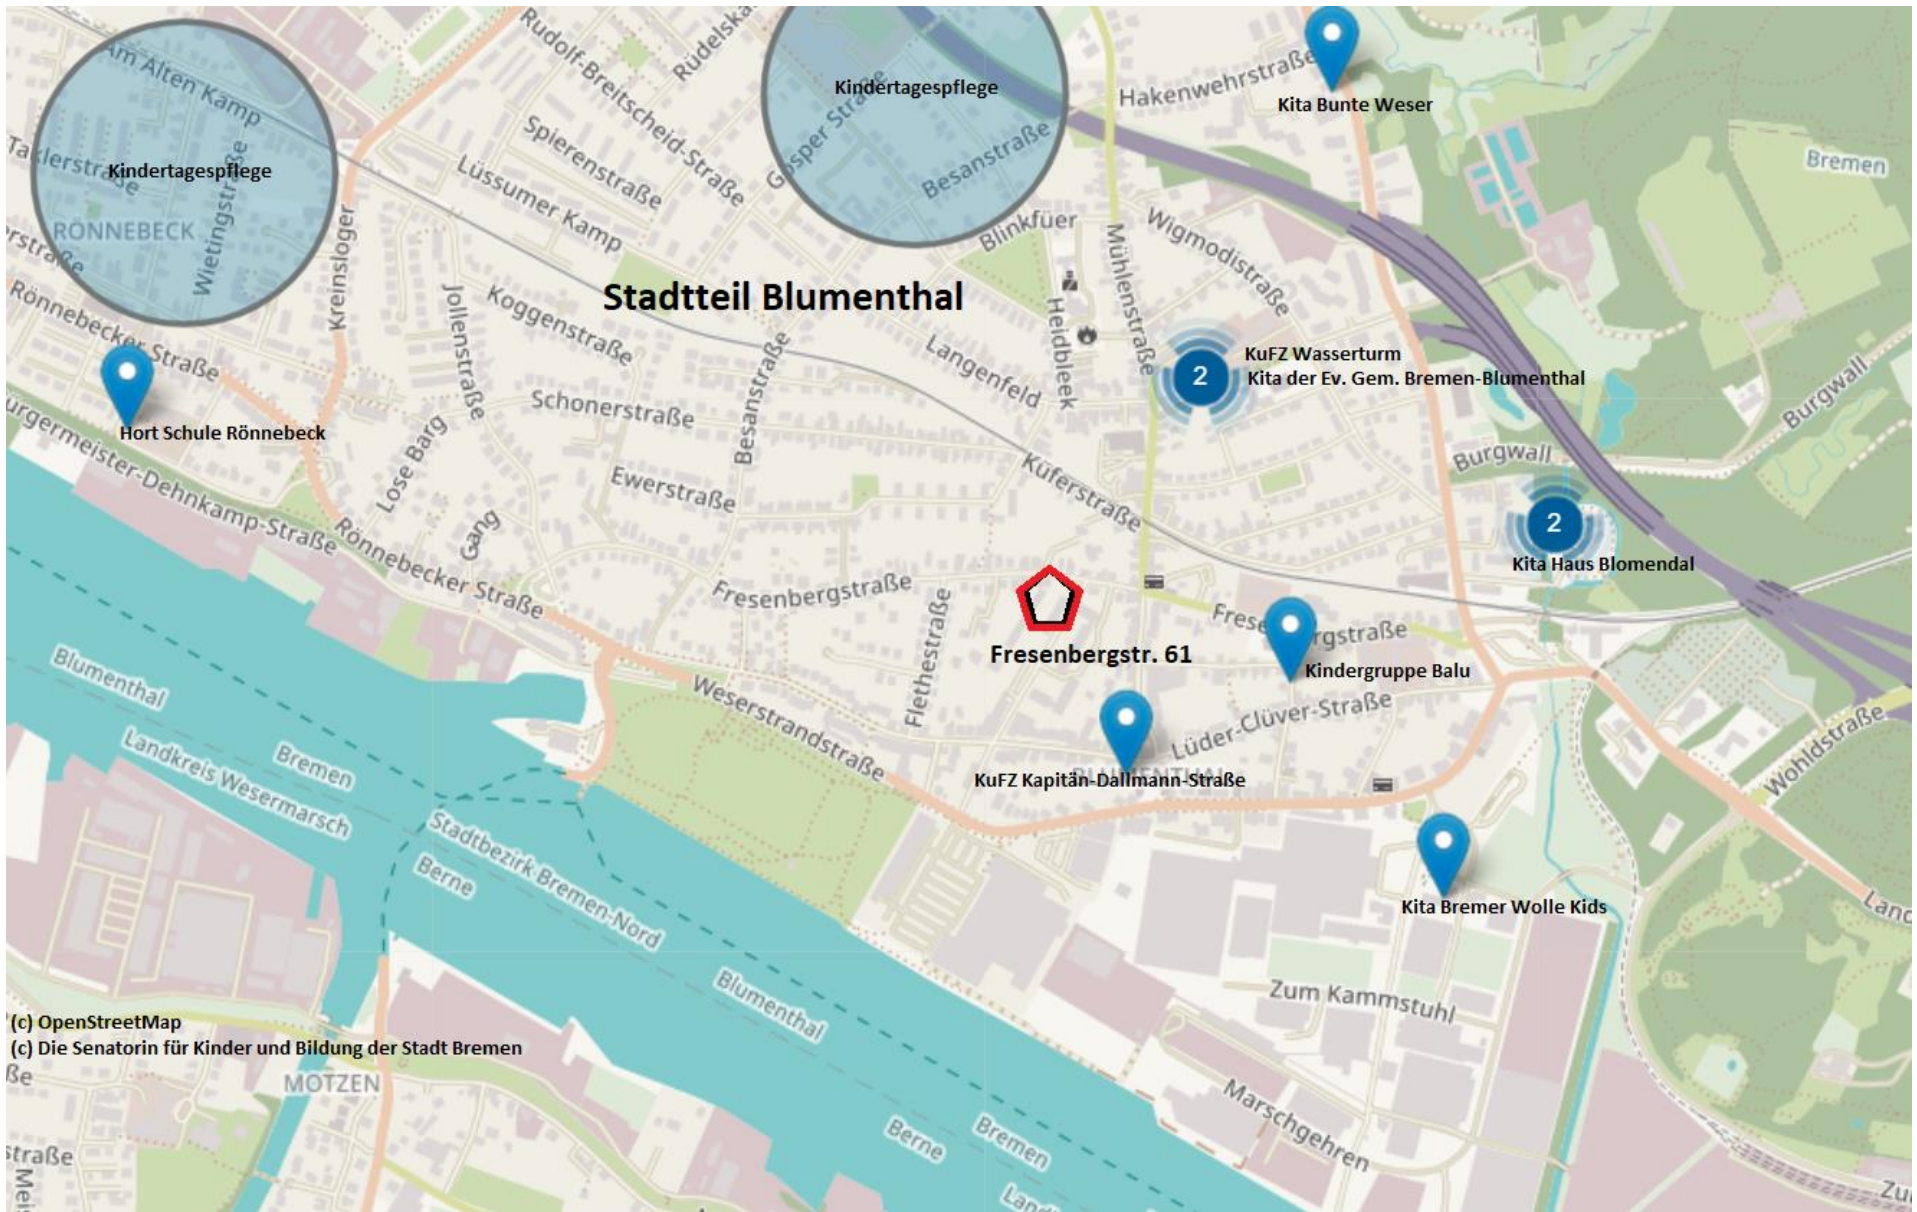 Am Alten Kamp
Rudolf-Breitscheid-Straße
Kindertagespflege
Gosper Straße
Hakenwehrstraße
Kita Bunte Weser
Spierenstraße
Besanstraße
Bremen
Taklerstraße
Kindertagespflege
Lüssumer Kamp
RÖNNEBECK
Wietingstraße
Kreinsloger
Blinkfüer
Mühlenstraße
Wigmodistraße
Rönnebecker Straße
Jollenstraße
Koggenstraße
Stadtteil Blumenthal
Heidbleek
Langenfeld
Besanstraße
2
KuFZ Wasserturm
Kita der Ev. Gem. Bremen-Blumenthal
Burgwall
Hort Schule Rönnebeck
Schonerstraße
Lose Barg
Burgwall
Küferstraße
Ewerstraße
2
Gang
Rönnebecker Straße
Kita Haus Blomendal
Fresenbergstraße
Flethestraße
Fresenbergstr. 61
Kindergruppe Balu
Blumenthal
Bremen
Landkreis Wesermarsch
Weserstrandstraße
Lüder-Clüver-Straße
Wohldstraße
KuFZ Kapitän-Dallmann-Straße
Stadtbezirk Bremen-Nord
Berne
Kita Bremer Wolle Kids
Blumenthal
Zum Kammstuhl
(c) OpenStreetMap
(c) Die Senatorin für Kinder und Bildung der Stadt Bremen
MOTZEN
Marschgehren
Berne
Bremen